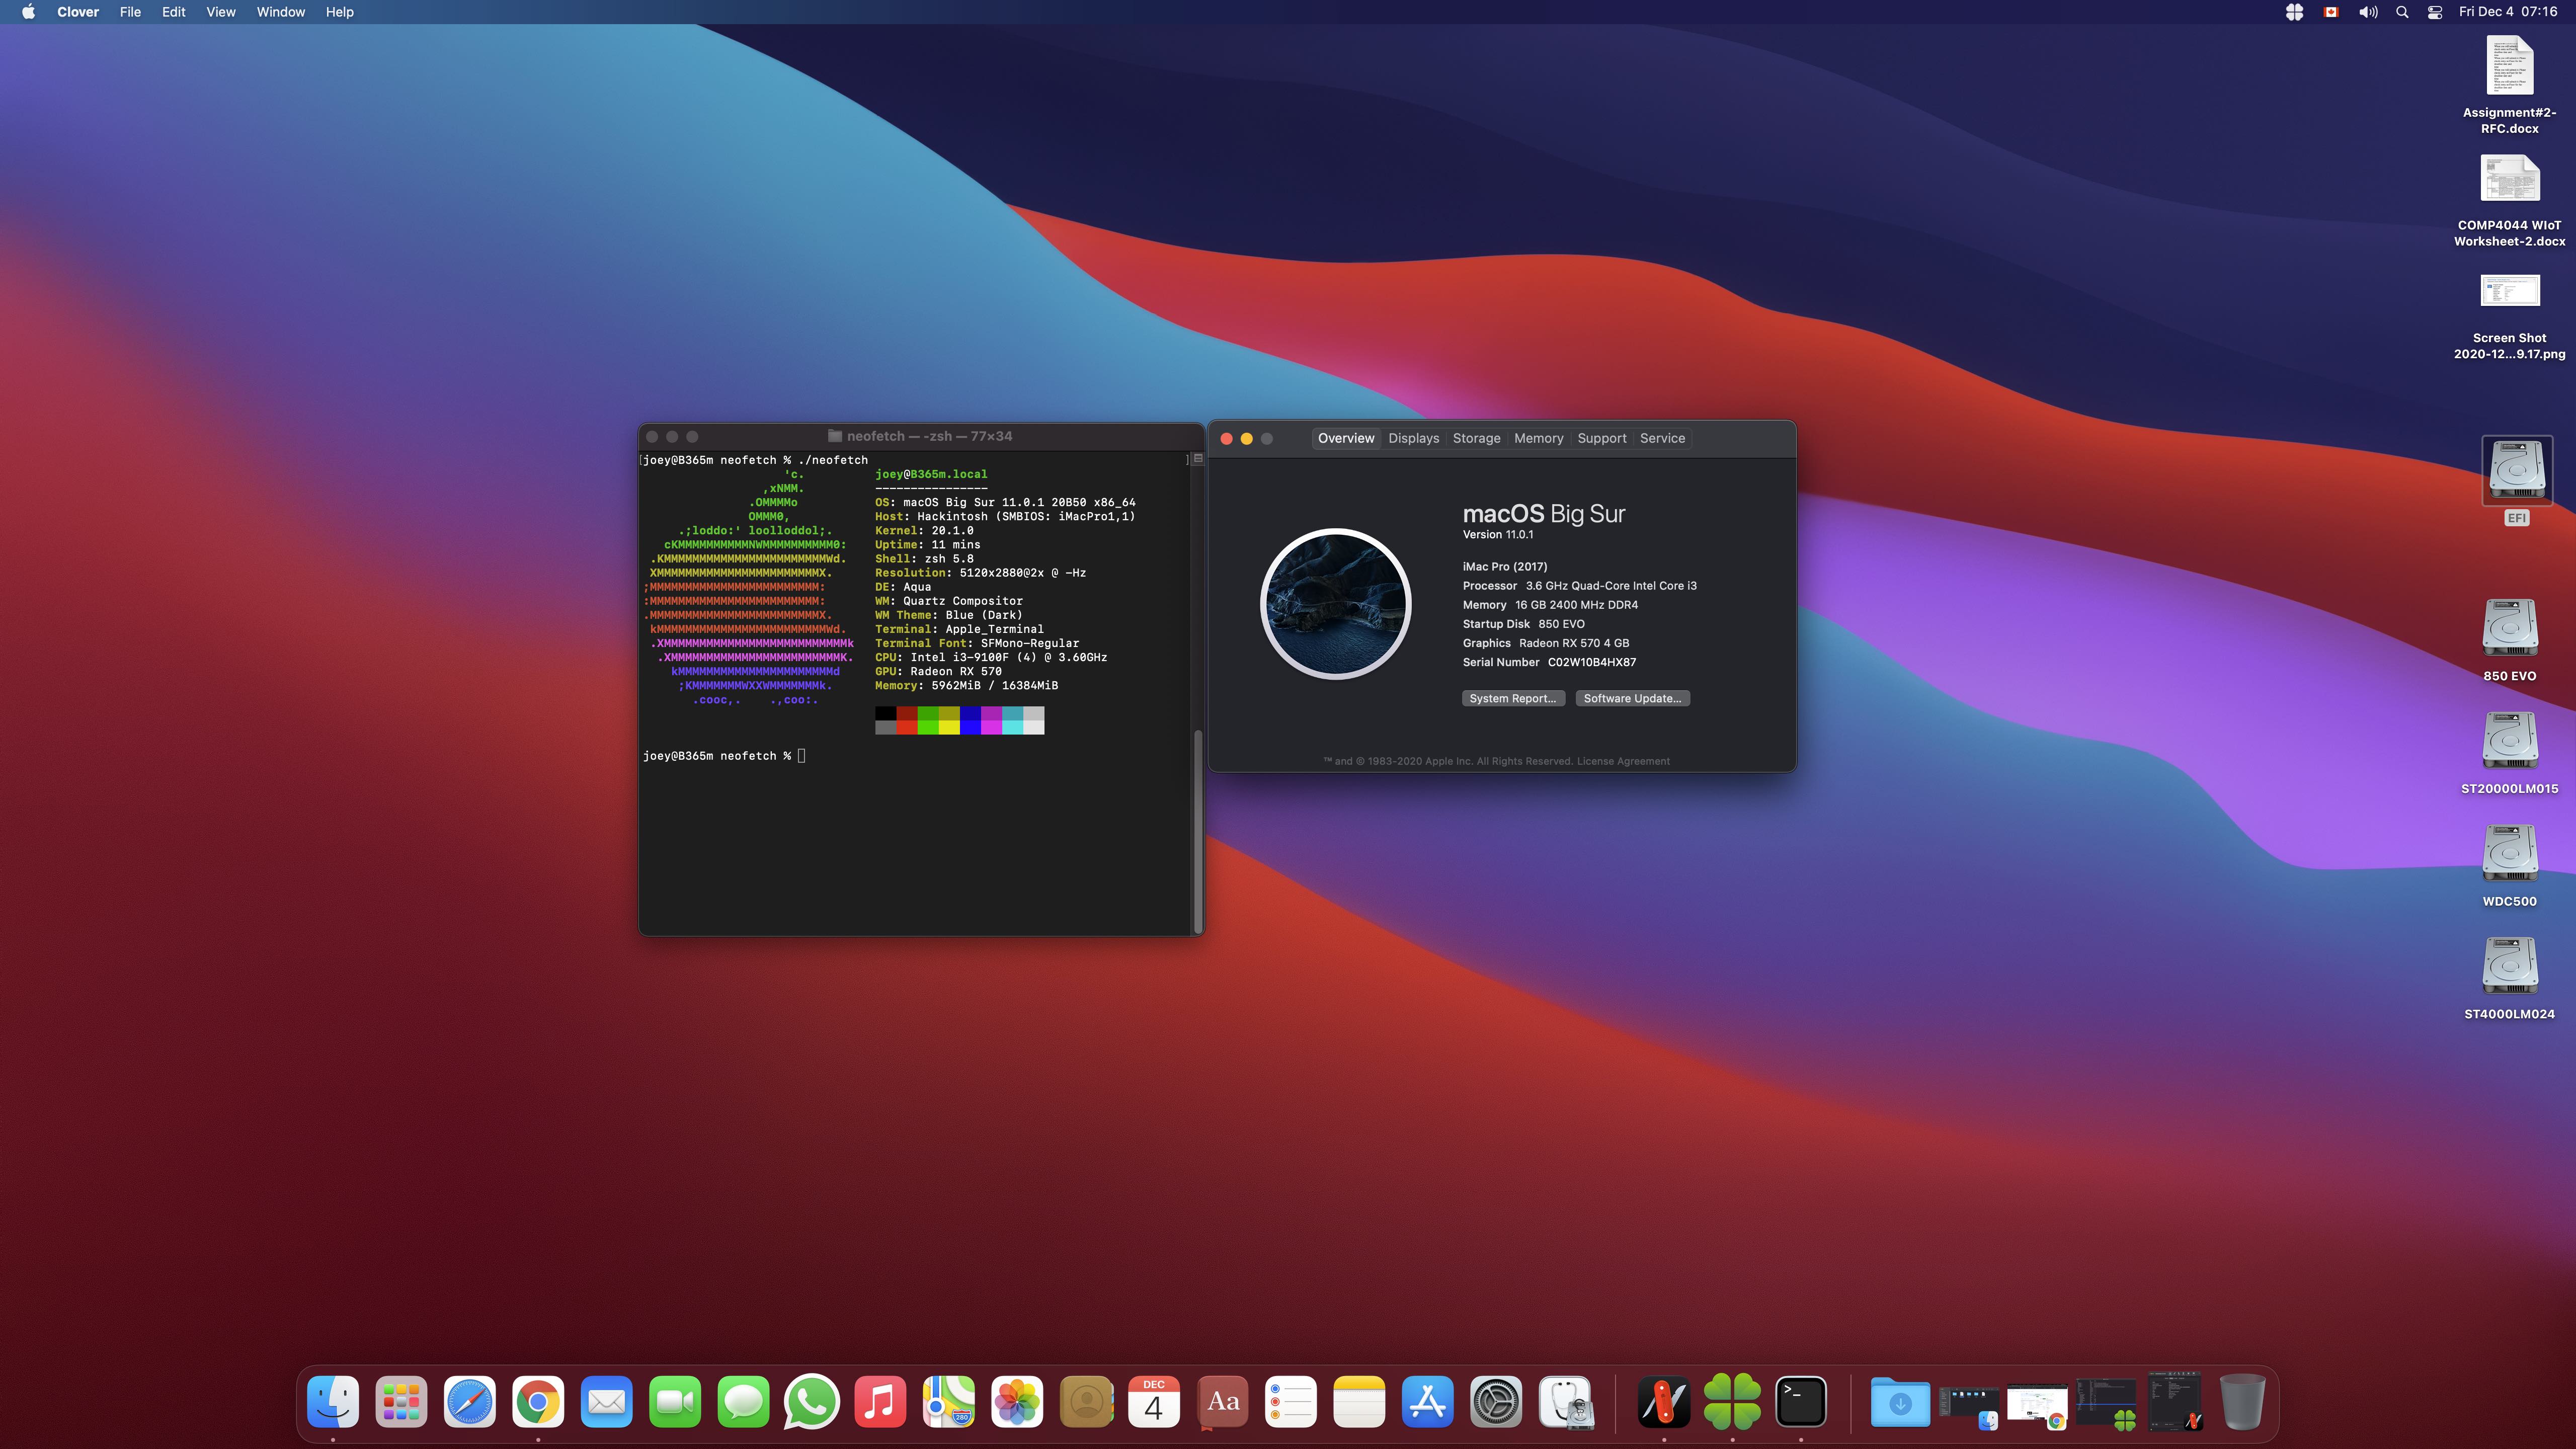 Clover File Edit View Window Help
Fri Dec 4 07:16
Assignment#2-
RFC.docx
COMP4044 WIoT
Worksheet-2.docx
Screen Shot
2020-12...9.17.png
EFI
850 EVO
ST20000LM015
WDC500
ST4000LM024
neofetch — -zsh — 77×34
[joey@B365m neofetch % ./neofetch ]
'c. joey@B365m.local
,xNMM. ----------------
.OMMMMo OS: macOS Big Sur 11.0.1 20B50 x86_64
OMMM0, Host: Hackintosh (SMBIOS: iMacPro1,1)
.;loddo:' loolloddol;. Kernel: 20.1.0
cKMMMMMMMMMMNWMMMMMMMMMM0: Uptime: 11 mins
.KMMMMMMMMMMMMMMMMMMMMMMMWd. Shell: zsh 5.8
XMMMMMMMMMMMMMMMMMMMMMMMX. Resolution: 5120x2880@2x @ -Hz
;MMMMMMMMMMMMMMMMMMMMMMMM: DE: Aqua
:MMMMMMMMMMMMMMMMMMMMMMMM: WM: Quartz Compositor
.MMMMMMMMMMMMMMMMMMMMMMMMX. WM Theme: Blue (Dark)
kMMMMMMMMMMMMMMMMMMMMMMMMWd. Terminal: Apple_Terminal
.XMMMMMMMMMMMMMMMMMMMMMMMMMMk Terminal Font: SFMono-Regular
.XMMMMMMMMMMMMMMMMMMMMMMMMK. CPU: Intel i3-9100F (4) @ 3.60GHz
kMMMMMMMMMMMMMMMMMMMMMMd GPU: Radeon RX 570
;KMMMMMMMWXXWMMMMMMMk. Memory: 5962MiB / 16384MiB
.cooc,. .,coo:.
joey@B365m neofetch %
Overview Displays Storage Memory Support Service
macOS Big Sur
Version 11.0.1
iMac Pro (2017)
Processor 3.6 GHz Quad-Core Intel Core i3
Memory 16 GB 2400 MHz DDR4
Startup Disk 850 EVO
Graphics Radeon RX 570 4 GB
Serial Number C02W10B4HX87
System Report... Software Update...
™ and © 1983-2020 Apple Inc. All Rights Reserved. License Agreement
280
DEC
4
Aa
>_